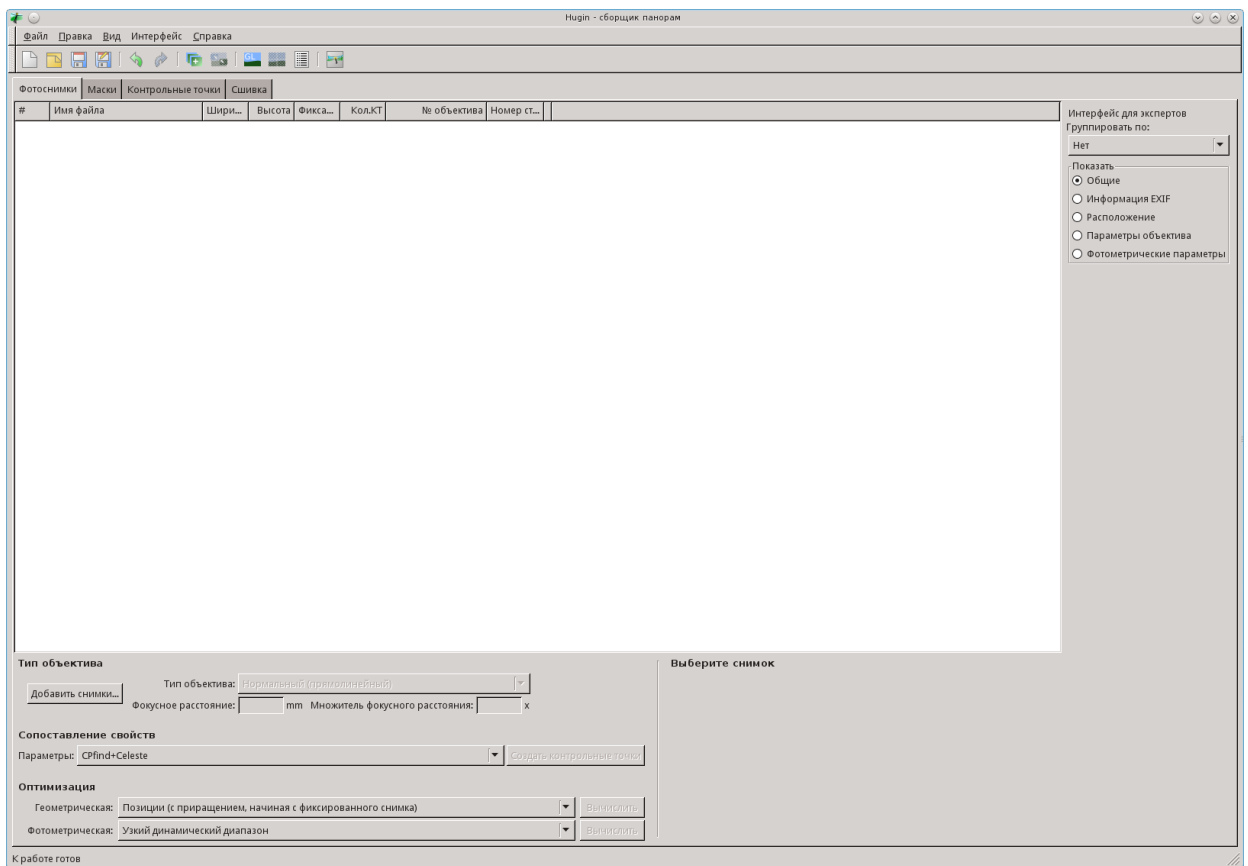 Hugin - сборщик панорам
Файл Правка Вид Интерфейс Справка
GL
Фотоснимки Маски Контрольные точки Сшивка
# Имя файла Шири... Высота Фикса... Кол.КТ № объектива Номер ст...
Интерфейс для экспертов
Группировать по:
Нет
Показать
Общие
Информация EXIF
Расположение
Параметры объектива
Фотометрические параметры
Тип объектива
Добавить снимки...
Тип объектива: Нормальный (прямолинейный)
Фокусное расстояние: mm Множитель фокусного расстояния: x
Сопоставление свойств
Параметры: CPfind+Celeste Создать контрольные точки
Оптимизация
Геометрическая: Позиции (с приращением, начиная с фиксированного снимка) Вычислить
Фотометрическая: Узкий динамический диапазон Вычислить
Выберите снимок
К работе готов